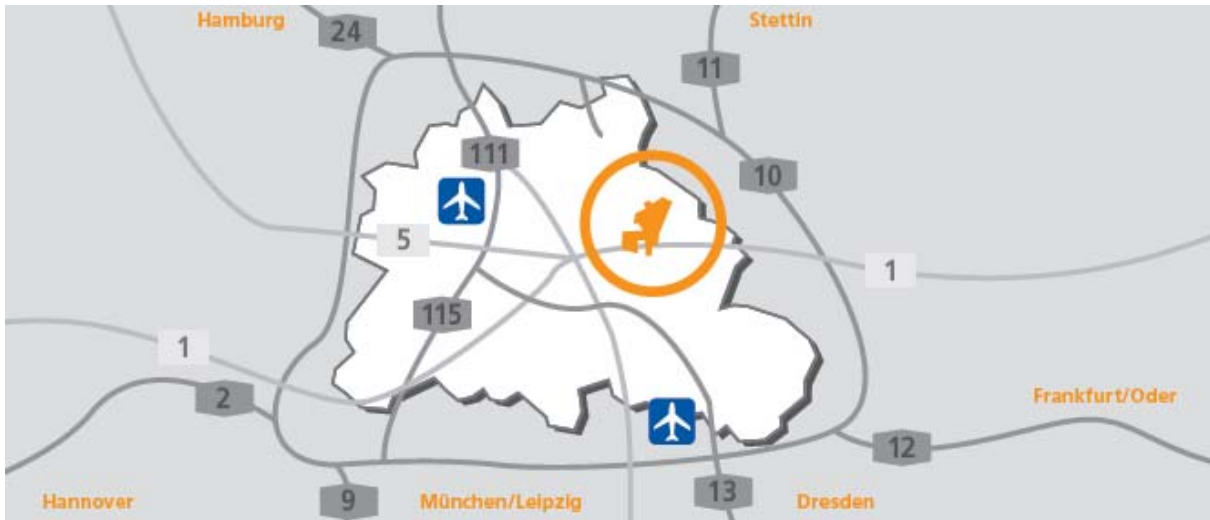 Hamburg
24
Stettin
11
111
10
5
1
115
1
2
Frankfurt/Oder
12
Hannover
9
München/Leipzig
13
Dresden